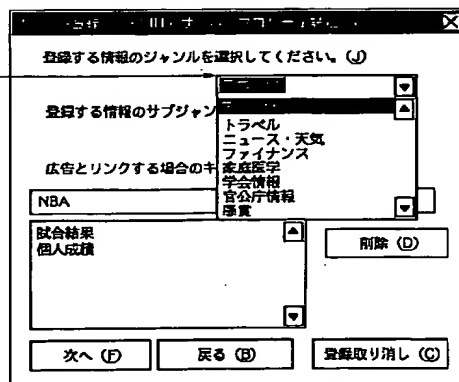 登録する情報のジャンルを選択してください。(J)
登録する情報のサブジャン
トラベル
ニュース・天気
ファイナンス
家庭医学
学会情報
官公庁情報
懸賞
広告とリンクする場合のキ
NBA
試合結果
個人成績
削除 (D)
次へ (F)
戻る (B)
登録取り消し (C)